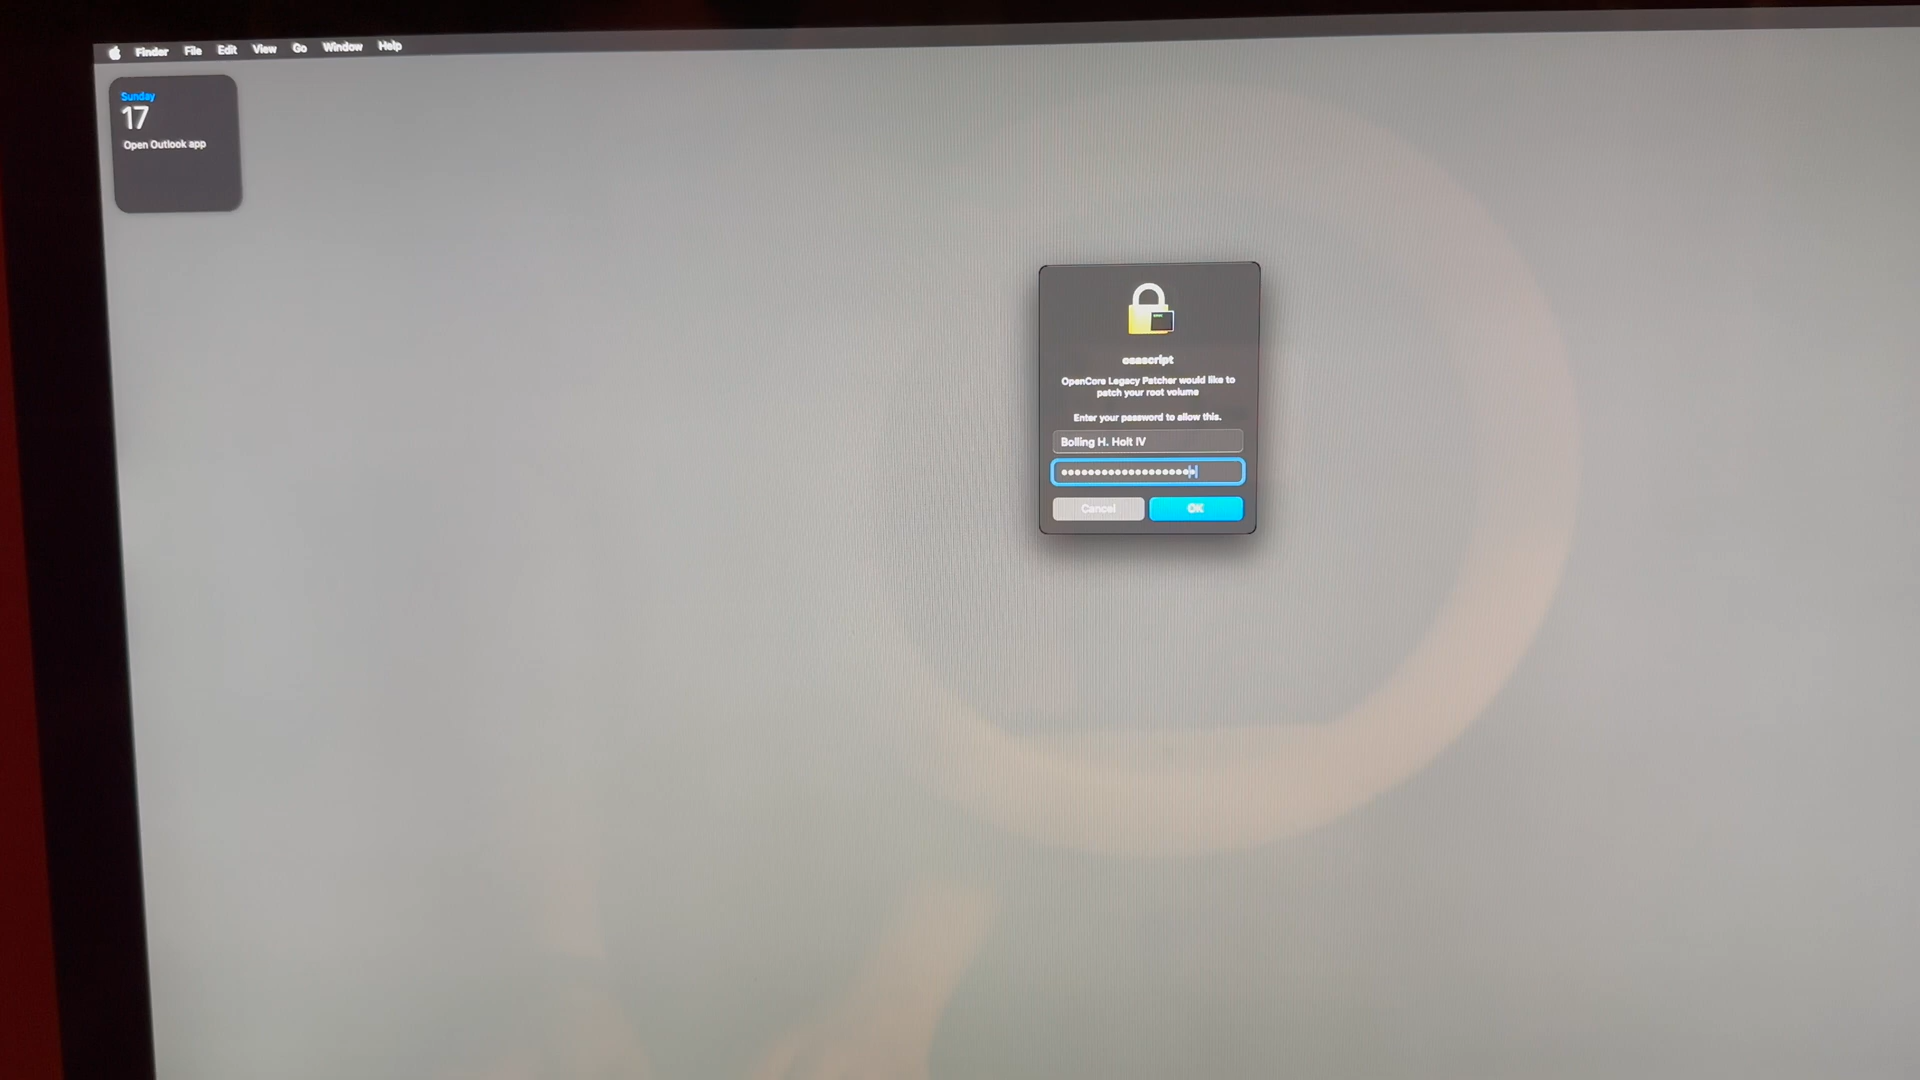 Finder File Edit View Go Window Help
Sunday
17
Open Outlook app
osascript
OpenCore Legacy Patcher would like to
patch your root volume
Enter your password to allow this.
Bolling H. Holt IV
Cancel OK